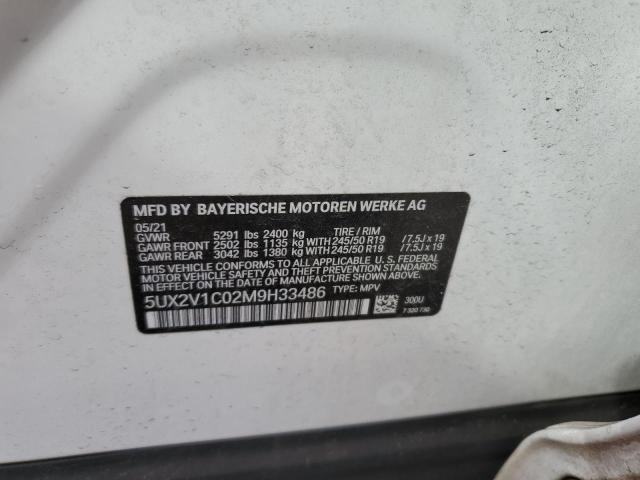 MFD BY BAYERISCHE MOTOREN WERKE AG
05/21
GVWR 5291 lbs 2400 kg TIRE / RIM
GAWR FRONT 2502 lbs 1135 kg WITH 245/50 R19 / 7.5J x 19
GAWR REAR 3042 lbs 1380 kg WITH 245/50 R19 / 7.5J x 19
THIS VEHICLE CONFORMS TO ALL APPLICABLE U. S. FEDERAL
MOTOR VEHICLE SAFETY AND THEFT PREVENTION STANDARDS
IN EFFECT ON THE DATE OF MANUFACTURE SHOWN ABOVE.
5UX2V1C02M9H33486 TYPE: MPV
300U